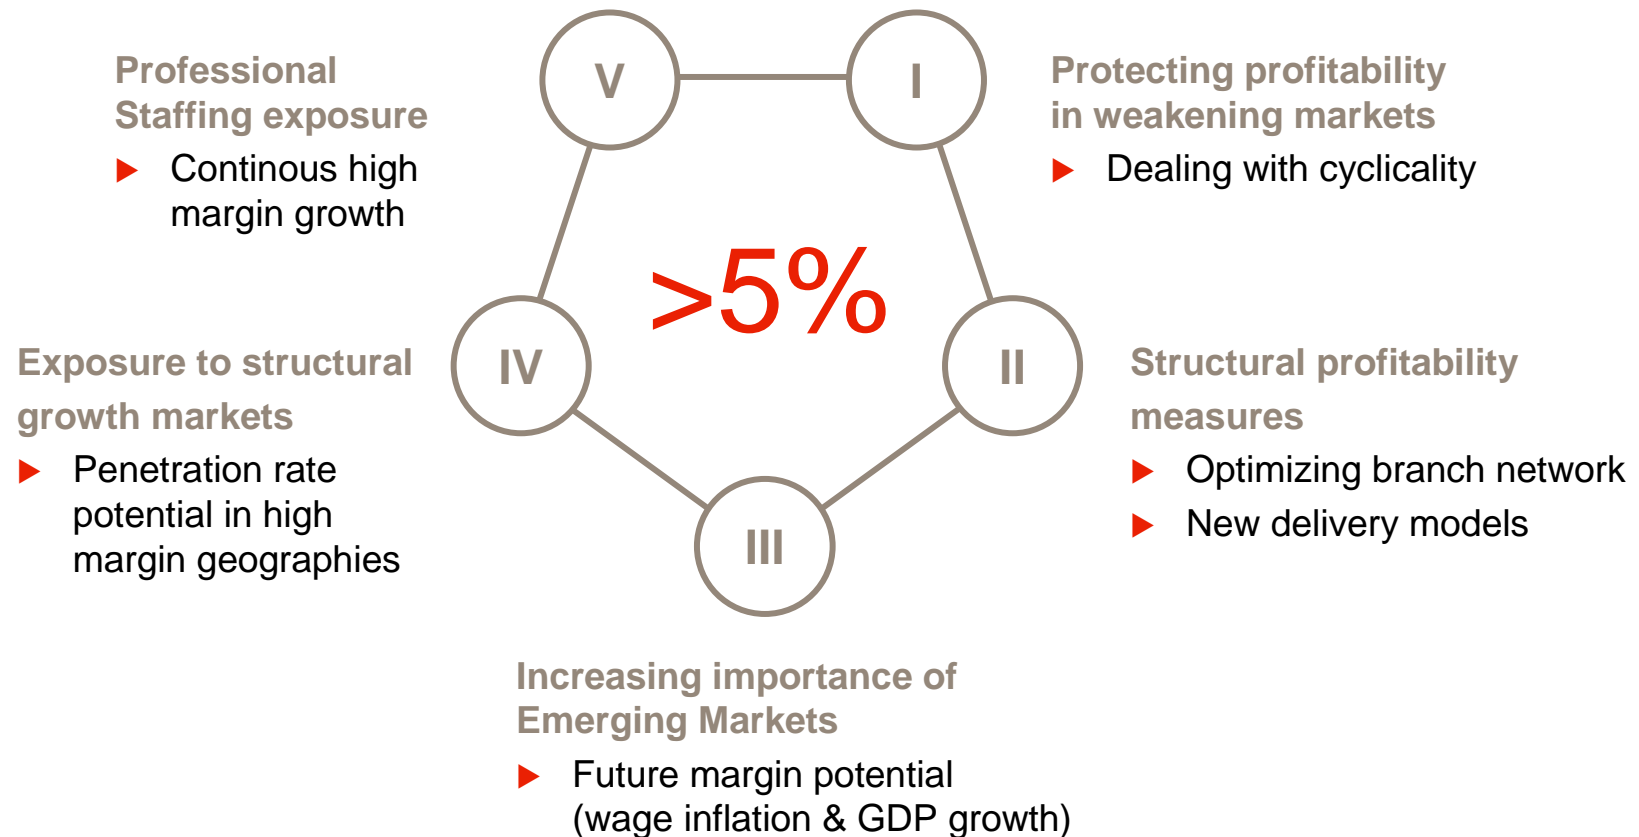 V
I
Professional
Staffing exposure
Continous high
margin growth
Protecting profitability
in weakening markets
Dealing with cyclicality
>5%
IV
II
Exposure to structural
growth markets
Penetration rate
potential in high
margin geographies
Structural profitability
measures
Optimizing branch network
New delivery models
III
Increasing importance of
Emerging Markets
Future margin potential
(wage inflation & GDP growth)